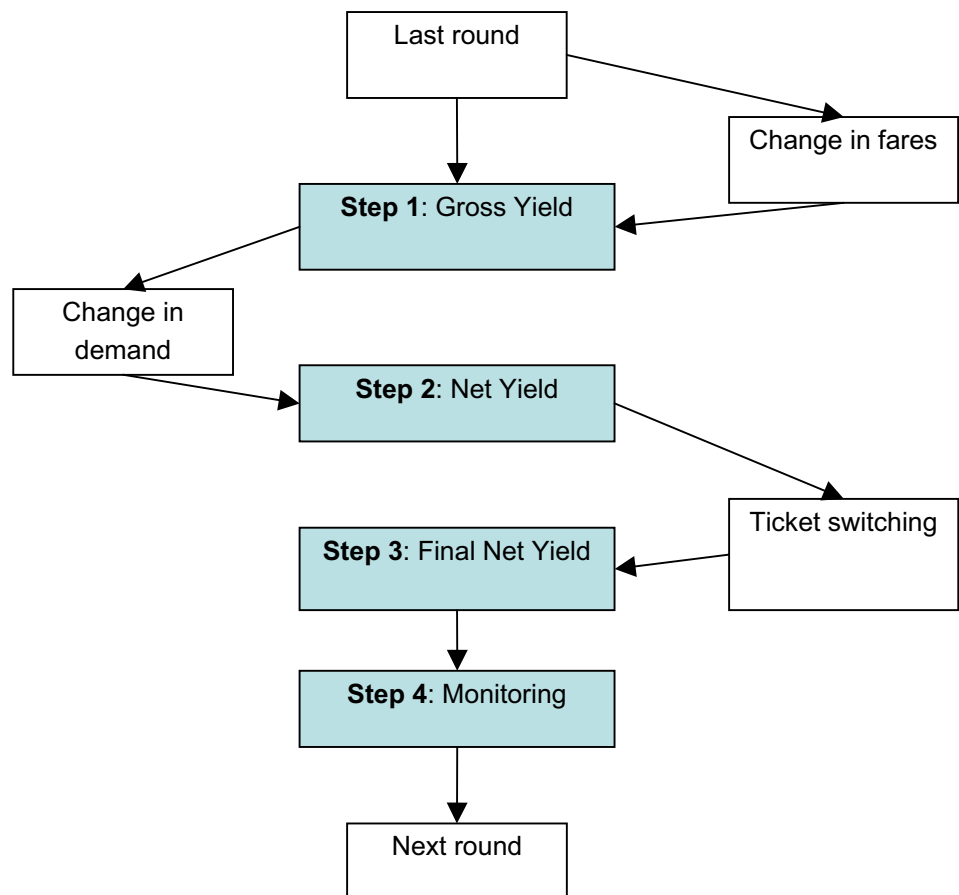 Last round
Change in fares
Step 1: Gross Yield
Change in
demand
Step 2: Net Yield
Ticket switching
Step 3: Final Net Yield
Step 4: Monitoring
Next round